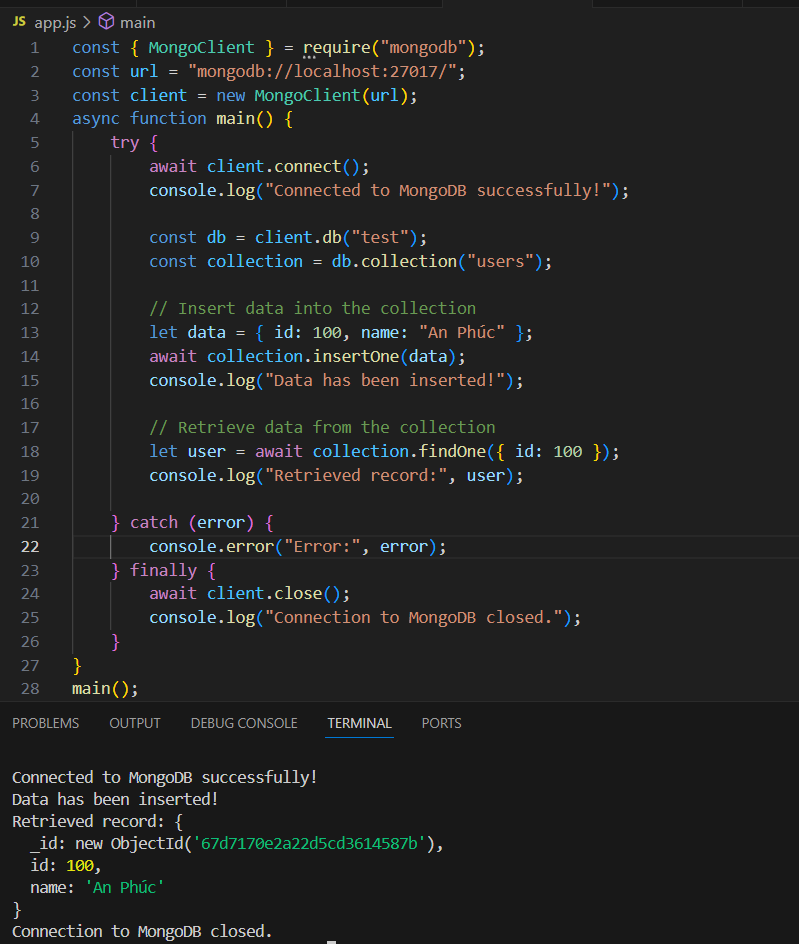 JS app.js > main
1 const { MongoClient } = require("mongodb");
2 const url = "mongodb://localhost:27017/";
3 const client = new MongoClient(url);
4 async function main() {
5     try {
6         await client.connect();
7         console.log("Connected to MongoDB successfully!");
8
9         const db = client.db("test");
10         const collection = db.collection("users");
11
12         // Insert data into the collection
13         let data = { id: 100, name: "An Phúc" };
14         await collection.insertOne(data);
15         console.log("Data has been inserted!");
16
17         // Retrieve data from the collection
18         let user = await collection.findOne({ id: 100 });
19         console.log("Retrieved record:", user);
20
21     } catch (error) {
22         console.error("Error:", error);
23     } finally {
24         await client.close();
25         console.log("Connection to MongoDB closed.");
26     }
27 }
28 main();
PROBLEMS OUTPUT DEBUG CONSOLE TERMINAL PORTS
Connected to MongoDB successfully!
Data has been inserted!
Retrieved record: {
  _id: new ObjectId('67d7170e2a22d5cd3614587b'),
  id: 100,
  name: 'An Phúc'
}
Connection to MongoDB closed.